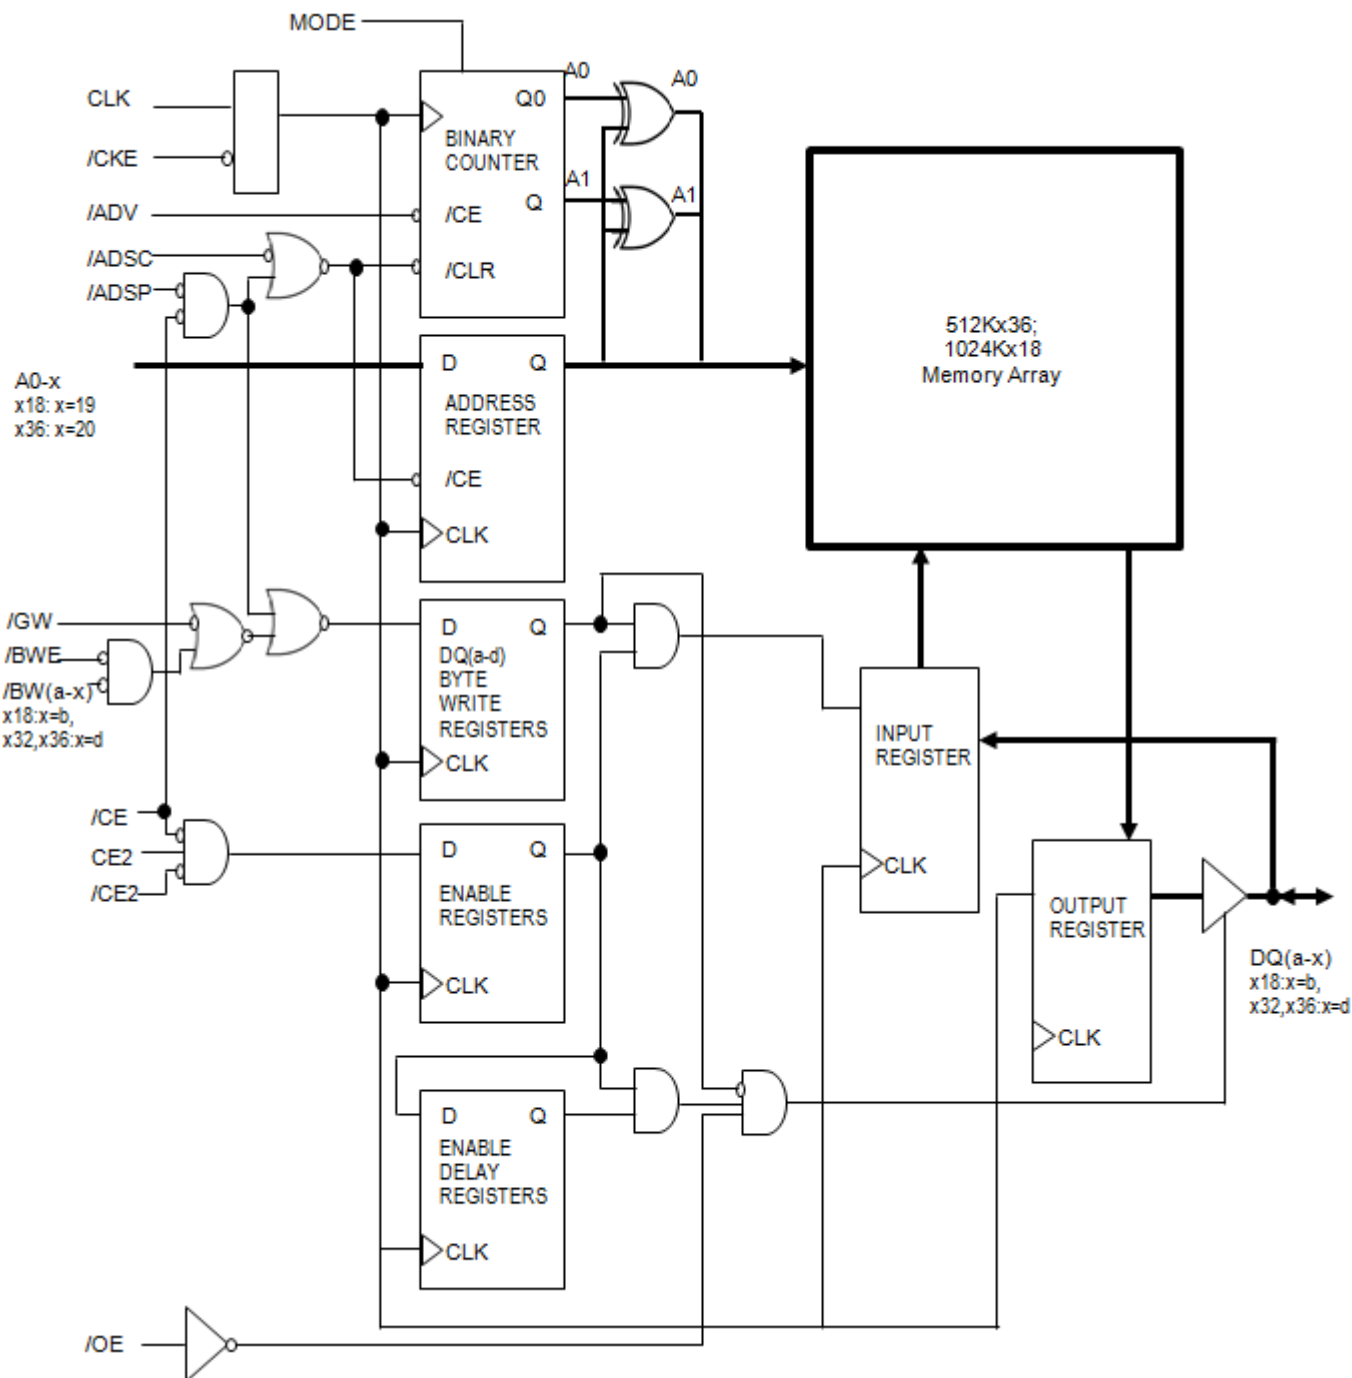 MODE
CLK
/CKE
/ADV
/ADSC
/ADSP
A0-x
x18: x=19
x36: x=20
/GW
/BWE
/BW(a-x)
x18:x=b,
x32,x36:x=d
/CE
CE2
/CE2
/OE
Q0
BINARY
COUNTER
Q
/CE
/CLR
A0
A0
A1
A1
D Q
ADDRESS
REGISTER
/CE
CLK
D Q
DQ(a-d)
BYTE
WRITE
REGISTERS
CLK
D Q
ENABLE
REGISTERS
CLK
D Q
ENABLE
DELAY
REGISTERS
CLK
512Kx36;
1024Kx18
Memory Array
INPUT
REGISTER
CLK
OUTPUT
REGISTER
CLK
DQ(a-x)
x18:x=b,
x32,x36:x=d